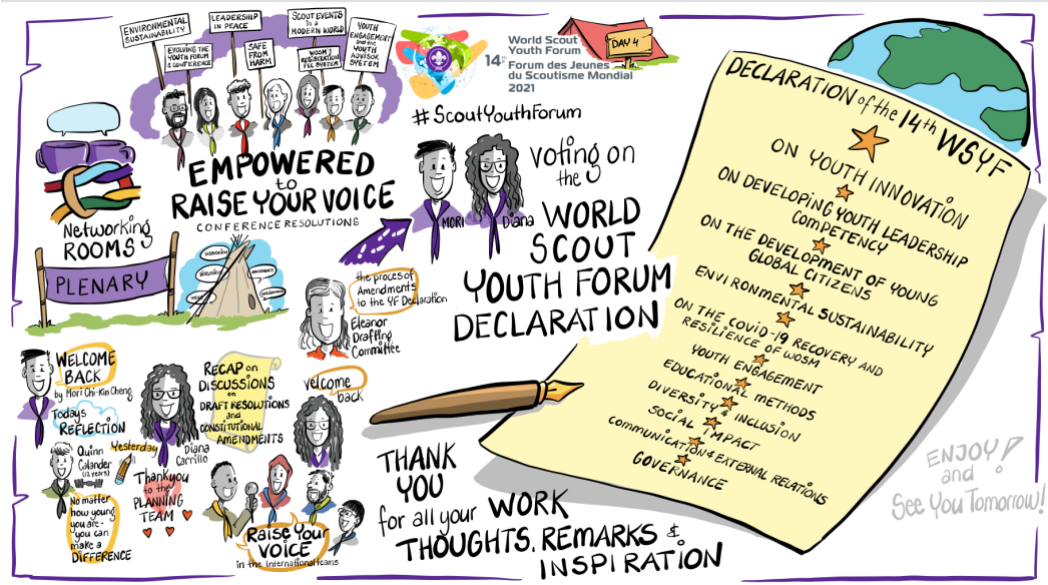 ENVIRONMENTAL
SUSTAINABILITY
LEADERSHIP
IN PEACE
SCOUT EVENTS
in a
MODERN WORLD
YOUTH
ENGAGEMENT
and the
YOUTH
ADVISOR
SYSTEM
EVOLVING THE
YOUTH FORUM
& CONFERENCE
SAFE
FROM
HARM
WOSM'S
REGISTRATION
FEE SYSTEM
EMPOWERED
to
RAISE YOUR VOICE
CONFERENCE RESOLUTIONS
14th
World Scout
Youth Forum
Forum des Jeunes
du Scoutisme Mondial
2021
DAY 4
#ScoutYouthForum
Networking
ROOMS
PLENARY
MORI
Diana
voting on
the
WORLD
SCOUT
YOUTH FORUM
DECLARATION
the proces of
Amendments
to the YF Declaration
Eleanor
Drafting
Committee
WELCOME
BACK
by Mori Chi-Kin Cheng
Todays
REFLECTION
Quinn
Calander
(12 years)
No matter
how young
you are -
you can
make a
DIFFERENCE
Yesterday
Diana
Carrillo
Thank you
to the
PLANNING
TEAM
RECAP on
DISCUSSIONS
on
DRAFT RESOLUTIONS
and
CONSTITUTIONAL
AMENDMENTS
velcome
back
Raise Your
VOICE
in the international teams
THANK
YOU
for all your WORK
THOUGHTS, REMARKS &
INSPIRATION
DECLARATION of the 14th WSYF
ON YOUTH INNOVATION
ON DEVELOPING YOUTH LEADERSHIP
COMPETENCY
ON THE DEVELOPMENT OF YOUNG
GLOBAL CITIZENS
ENVIRONMENTAL SUSTAINABILITY
ON THE COVID-19 RECOVERY AND
RESILIENCE OF WOSM
YOUTH ENGAGEMENT
EDUCATIONAL METHODS
DIVERSITY & INCLUSION
SOCIAL IMPACT
COMMUNICATION & EXTERNAL RELATIONS
GOVERNANCE
ENJOY!
and
See You Tomorrow!